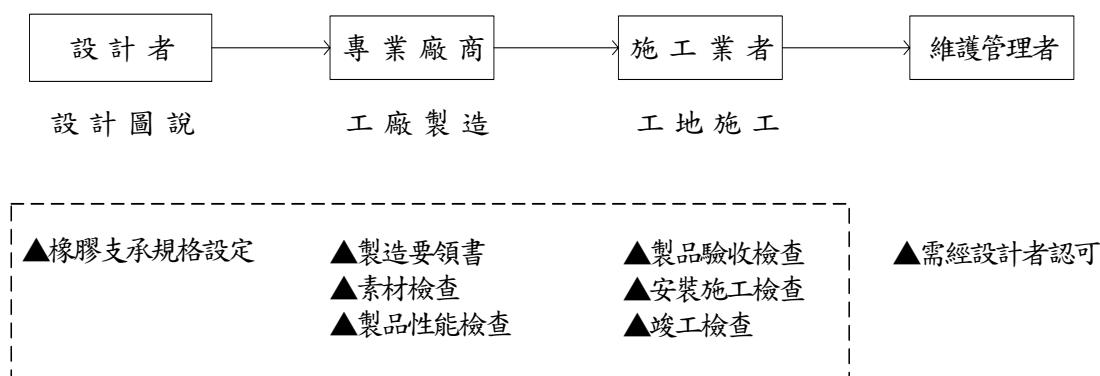 設計者 專業廠商 施工業者 維護管理者
設計圖說 工廠製造 工地施工
▲橡膠支承規格設定 ▲製造要領書 ▲製品驗收檢查 ▲需經設計者認可
▲素材檢查 ▲安裝施工檢查
▲製品性能檢查 ▲竣工檢查